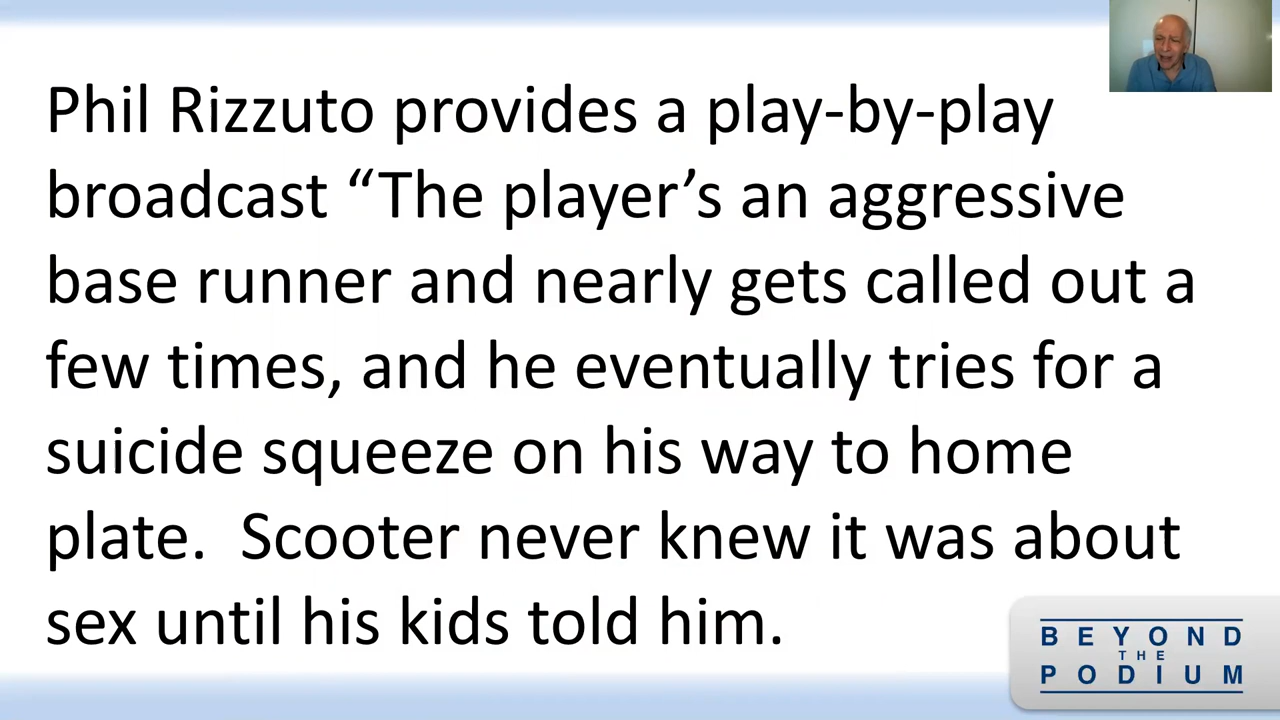 Phil Rizzuto provides a play-by-play
broadcast “The player’s an aggressive
base runner and nearly gets called out a
few times, and he eventually tries for a
suicide squeeze on his way to home
plate.  Scooter never knew it was about
sex until his kids told him.
BEYOND
THE
PODIUM